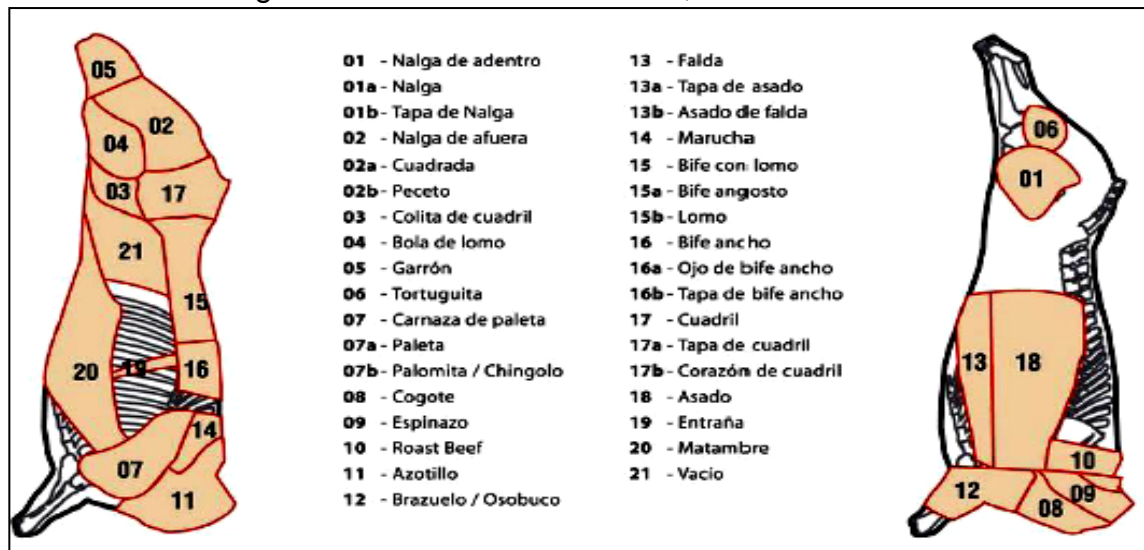 05
02
04
03
17
21
15
20
19
16
14
07
11
01 - Nalga de adentro
01a - Nalga
01b - Tapa de Nalga
02 - Nalga de afuera
02a - Cuadrada
02b - Peceto
03 - Colita de cuadril
04 - Bola de lomo
05 - Garrón
06 - Tortuguita
07 - Carnaza de paleta
07a - Paleta
07b - Palomita / Chingolo
08 - Cogote
09 - Espinazo
10 - Roast Beef
11 - Azotillo
12 - Brazuelo / Osobuco
13 - Falda
13a - Tapa de asado
13b - Asado de falda
14 - Marucha
15 - Bife con lomo
15a - Bife angosto
15b - Lomo
16 - Bife ancho
16a - Ojo de bife ancho
16b - Tapa de bife ancho
17 - Cuadril
17a - Tapa de cuadril
17b - Corazón de cuadril
18 - Asado
19 - Entraña
20 - Matambre
21 - Vacio
06
01
13
18
10
12
09
08